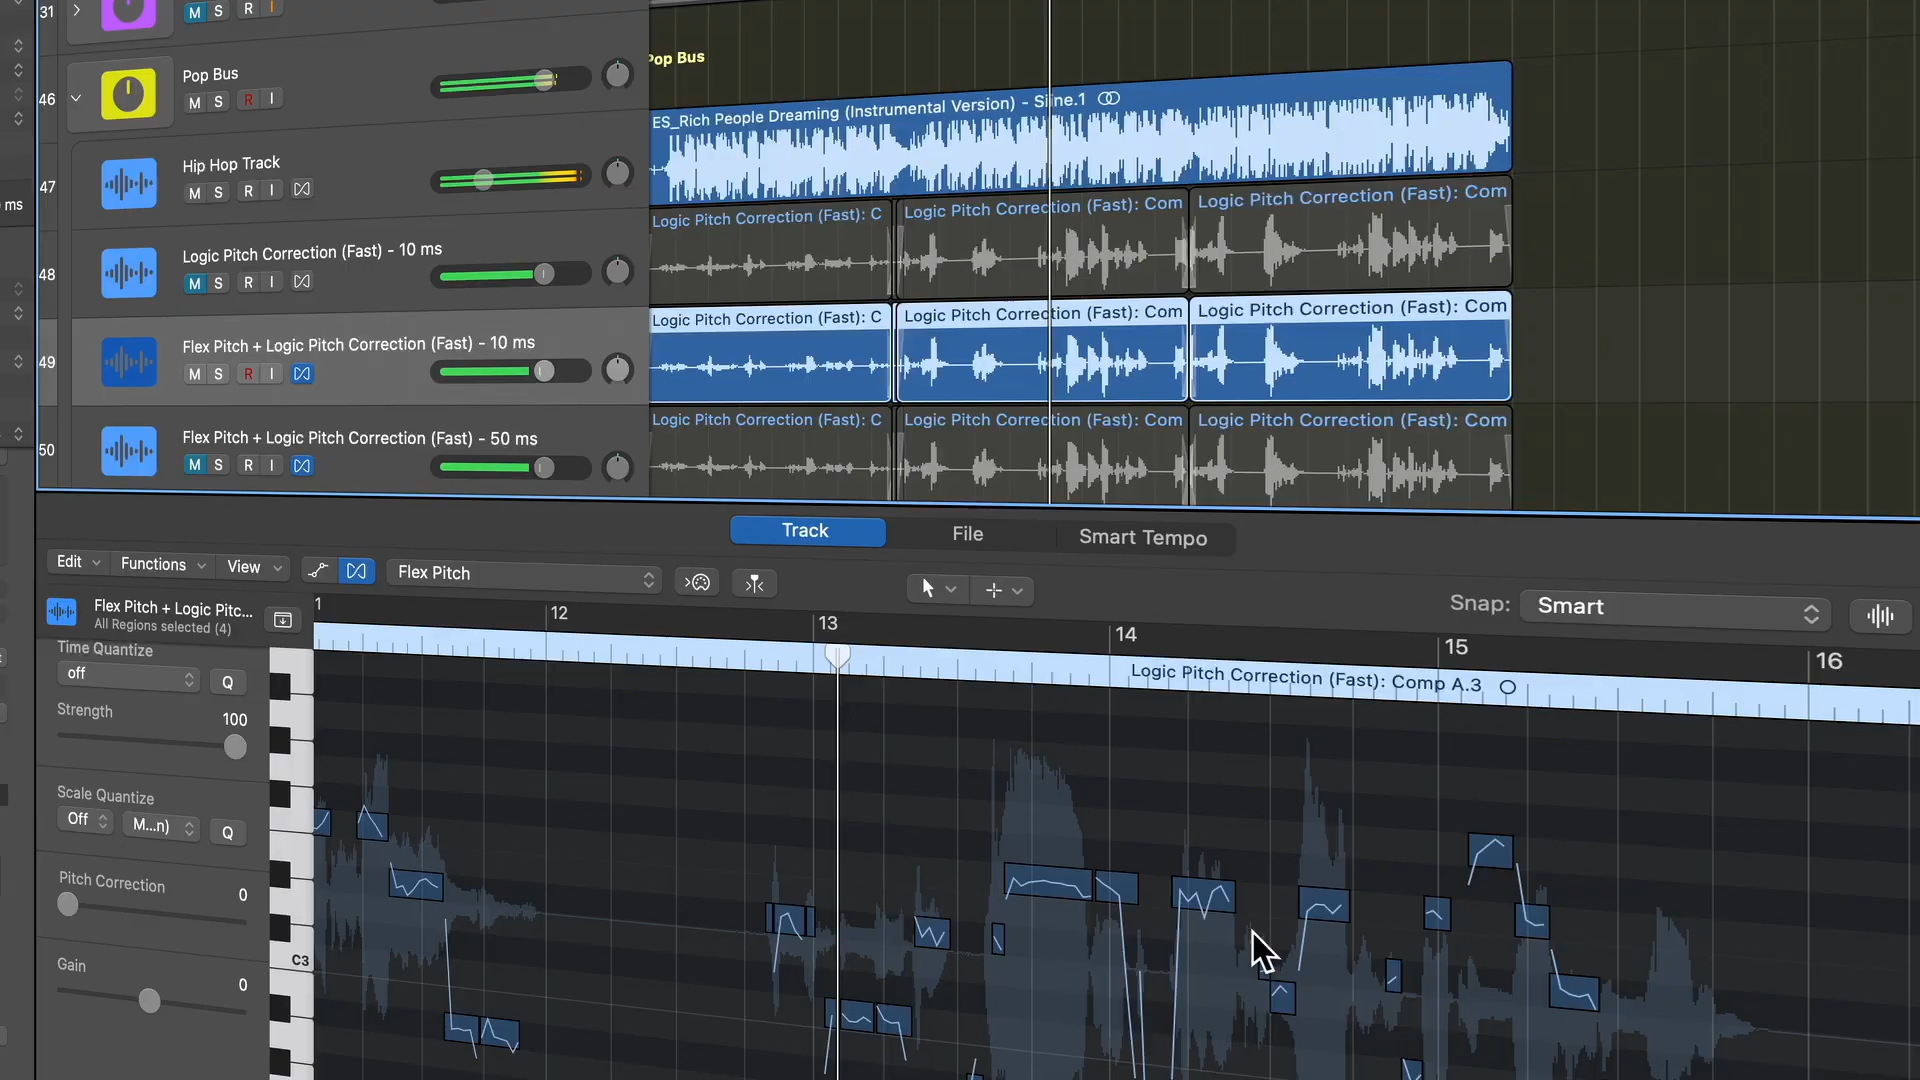 31
M S R I
Pop Bus
46
M S R I
Hip Hop Track
47
M S R I
ms
Logic Pitch Correction (Fast) - 10 ms
48
M S R I
Flex Pitch + Logic Pitch Correction (Fast) - 10 ms
49
M S R I
Flex Pitch + Logic Pitch Correction (Fast) - 50 ms
50
M S R I
Pop Bus
ES_Rich People Dreaming (Instrumental Version) - Siine.1
Logic Pitch Correction (Fast): C
Logic Pitch Correction (Fast): Com
Logic Pitch Correction (Fast): Com
Logic Pitch Correction (Fast): C
Logic Pitch Correction (Fast): Com
Logic Pitch Correction (Fast): Com
Logic Pitch Correction (Fast): C
Logic Pitch Correction (Fast): Com
Logic Pitch Correction (Fast): Com
Track File Smart Tempo
Edit Functions View Flex Pitch
Snap: Smart
Flex Pitch + Logic Pitc...
All Regions selected (4)
1 12 13 14 15 16
Logic Pitch Correction (Fast): Comp A.3
Time Quantize
off Q
Strength
100
Scale Quantize
Off M...n) Q
Pitch Correction
0
Gain
0
C3